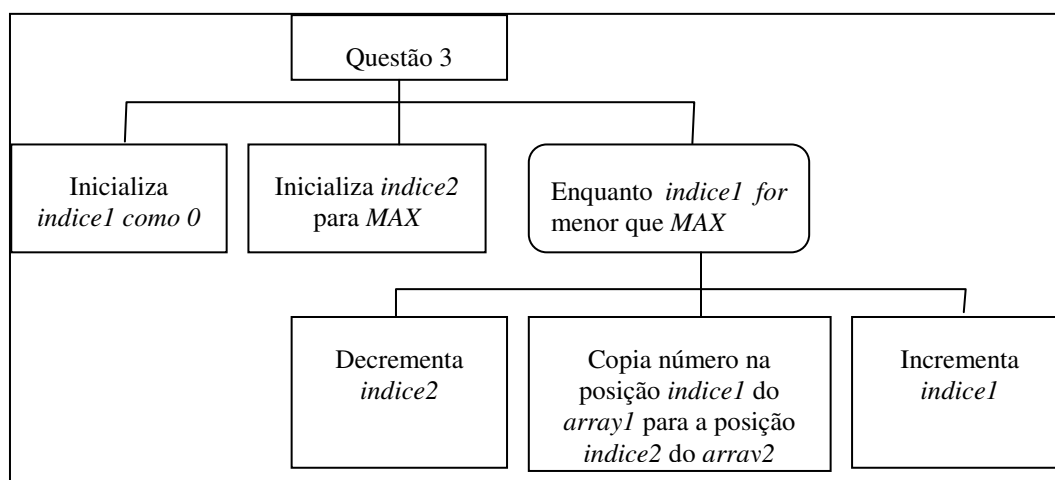 Questão 3
Inicializa
indice1 como 0
Inicializa indice2
para MAX
Enquanto indice1 for
menor que MAX
Decrementa
indice2
Copia número na
posição indice1 do
array1 para a posição
indice2 do array2
Incrementa
indice1